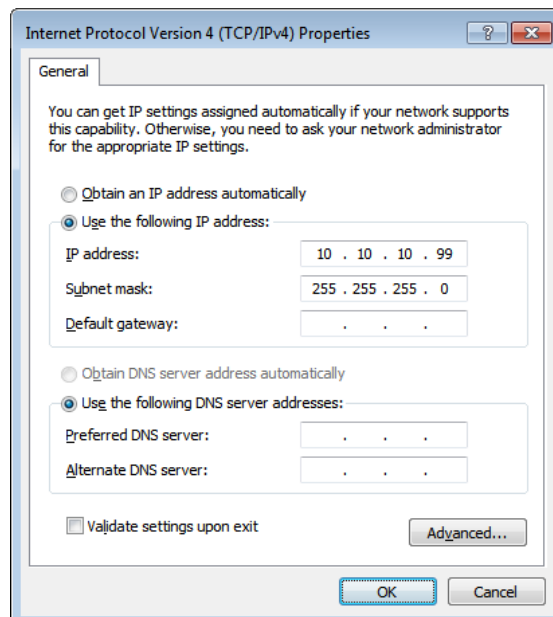 Internet Protocol Version 4 (TCP/IPv4) Properties
General
You can get IP settings assigned automatically if your network supports
this capability. Otherwise, you need to ask your network administrator
for the appropriate IP settings.
Obtain an IP address automatically
Use the following IP address:
IP address: 10 . 10 . 10 . 99
Subnet mask: 255 . 255 . 255 . 0
Default gateway: . . .
Obtain DNS server address automatically
Use the following DNS server addresses:
Preferred DNS server: . . .
Alternate DNS server: . . .
Validate settings upon exit
Advanced...
OK Cancel